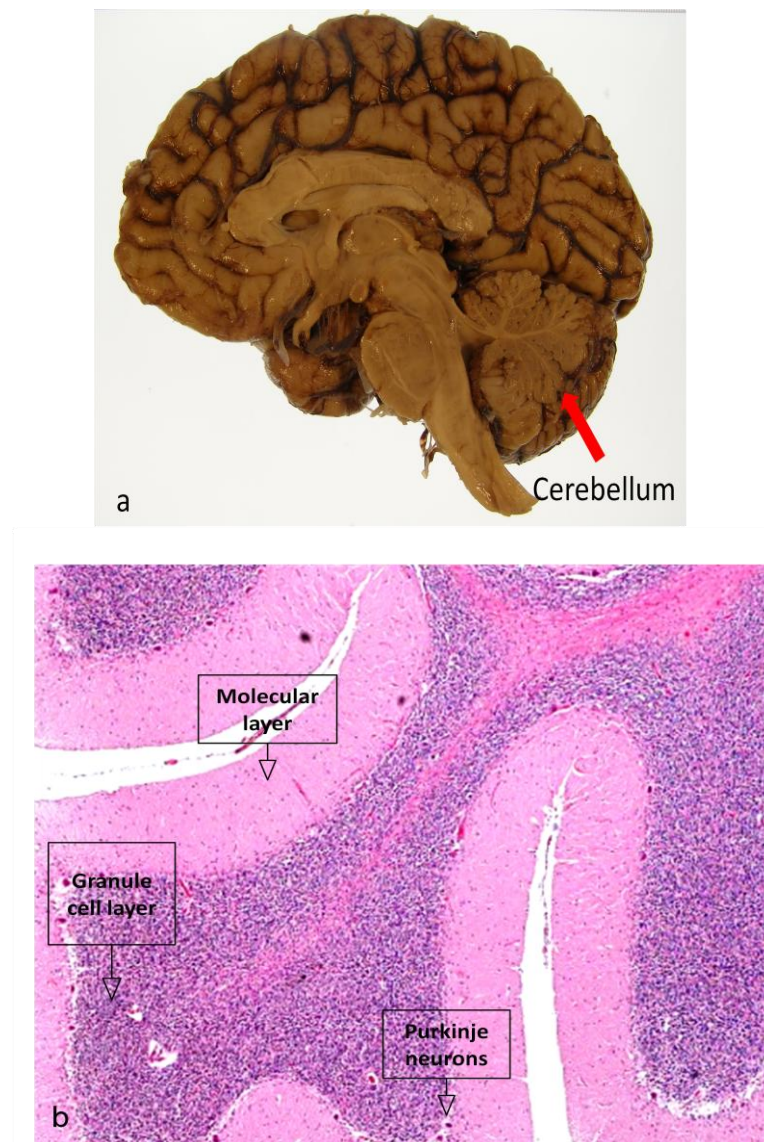 a
Cerebellum
Molecular
layer
Granule
cell layer
Purkinje
neurons
b